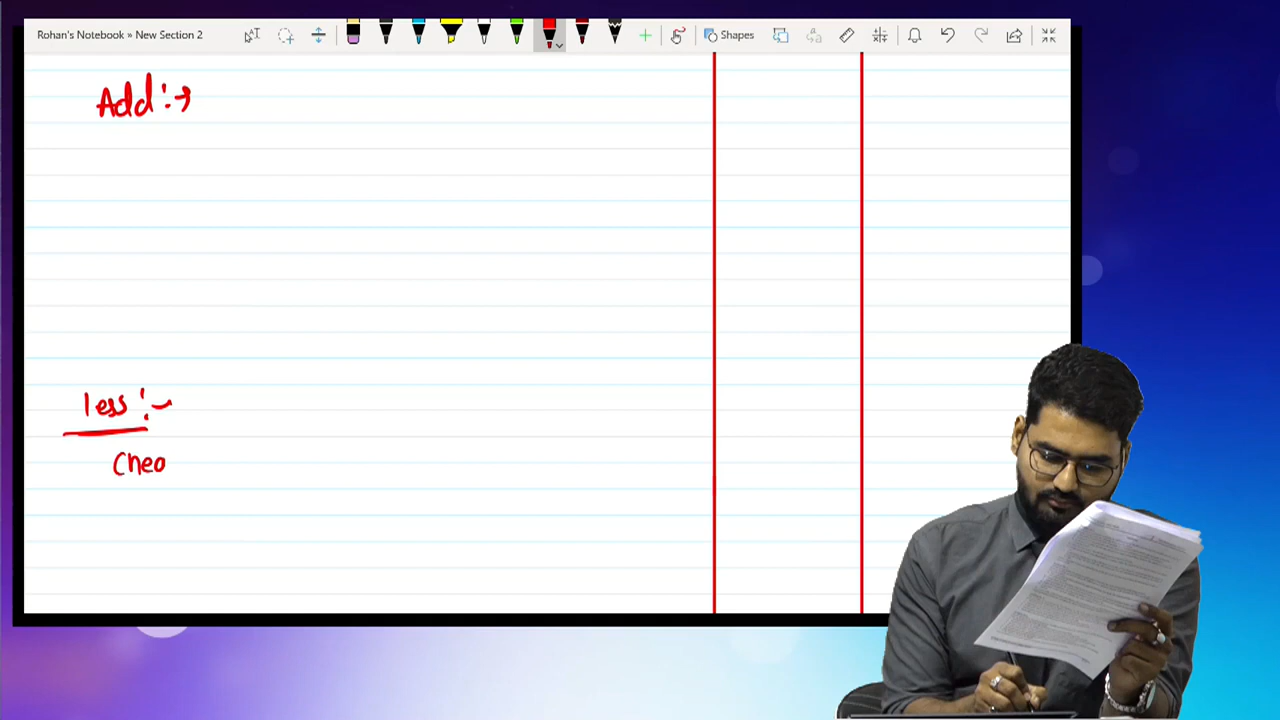 Rohan's Notebook » New Section 2
Shapes
Add :→
less :-
Cheo